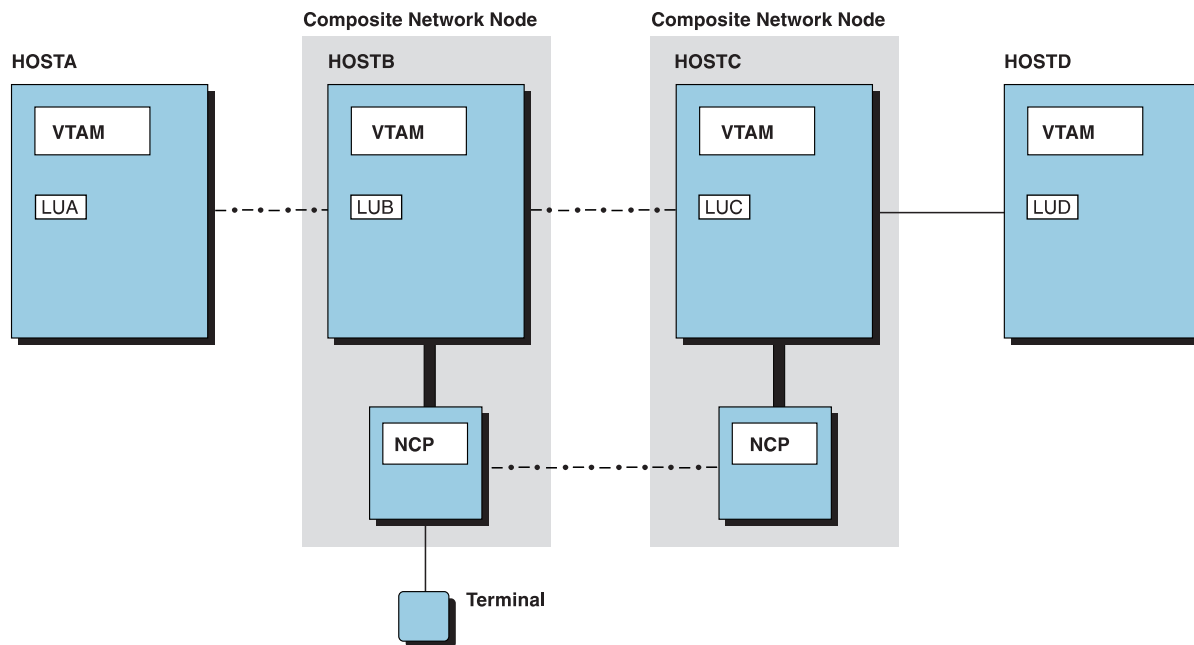 Composite Network Node
Composite Network Node
HOSTA
HOSTB
HOSTC
HOSTD
VTAM
VTAM
VTAM
VTAM
LUA
LUB
LUC
LUD
NCP
NCP
Terminal